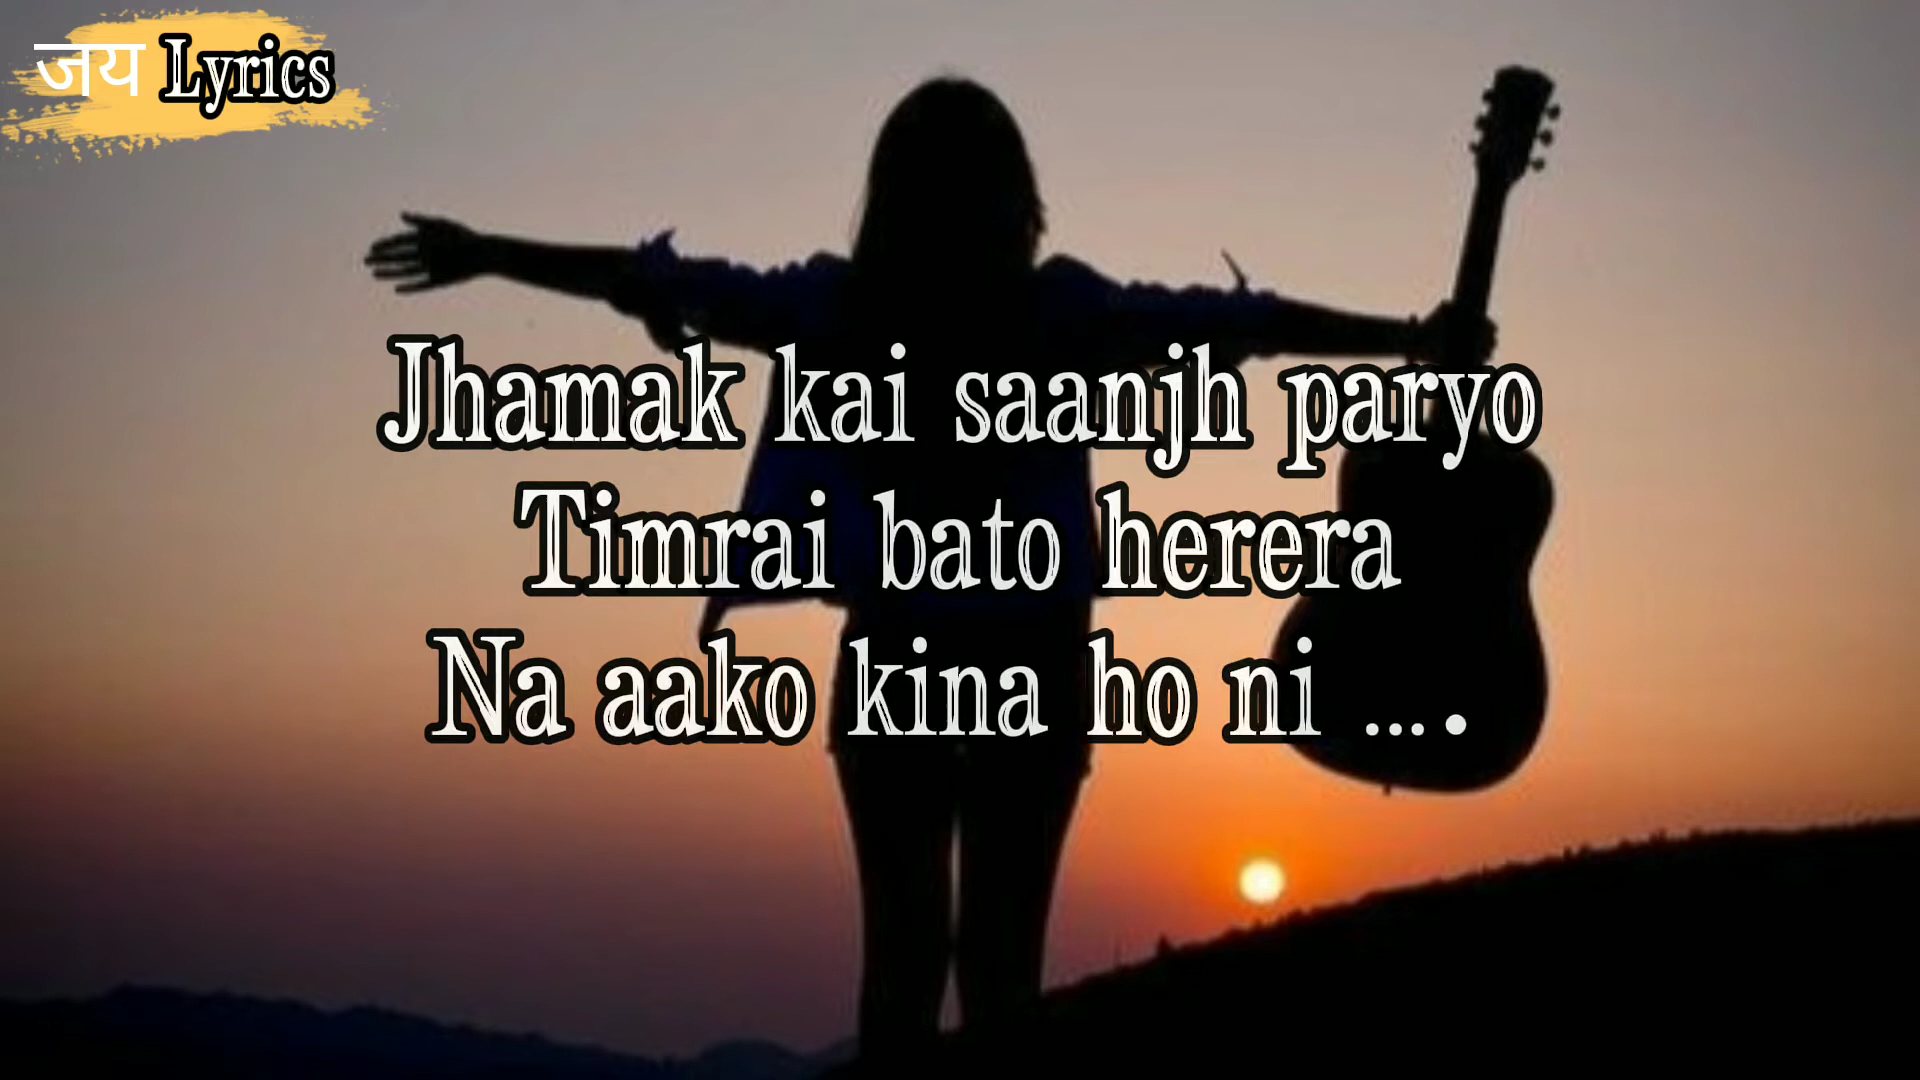 जय Lyrics
Jhamak kai saanjh paryo
Timrai bato herera
Na aako kina ho ni ....